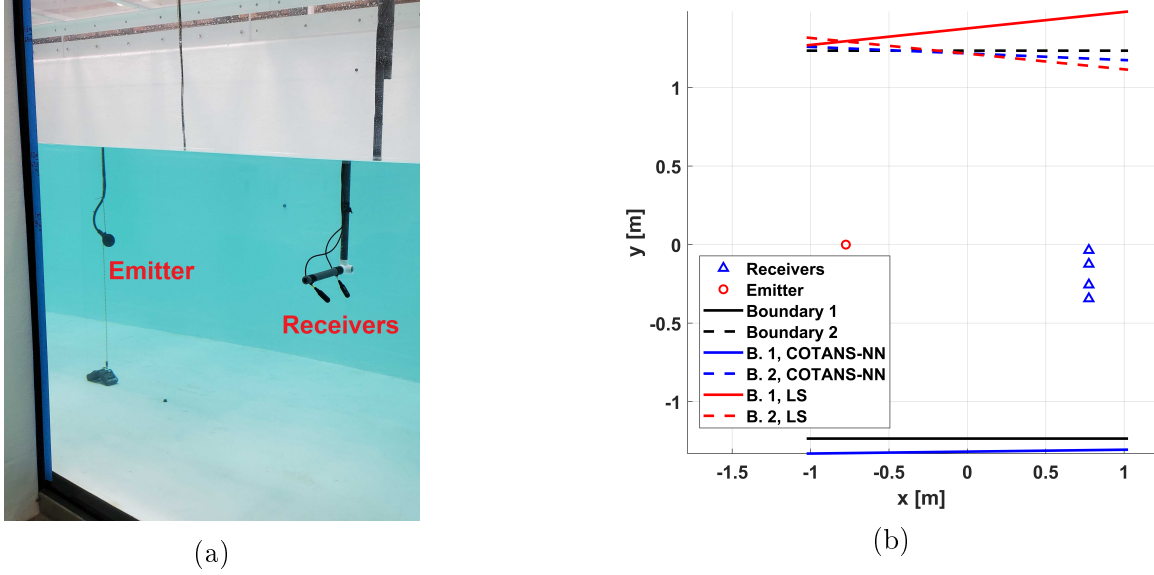 Emitter
Receivers
(a)
1
0.5
0
-0.5
-1
y [m]
Receivers
Emitter
Boundary 1
Boundary 2
B. 1, COTANS-NN
B. 2, COTANS-NN
B. 1, LS
B. 2, LS
-1.5 -1 -0.5 0 0.5 1
x [m]
(b)